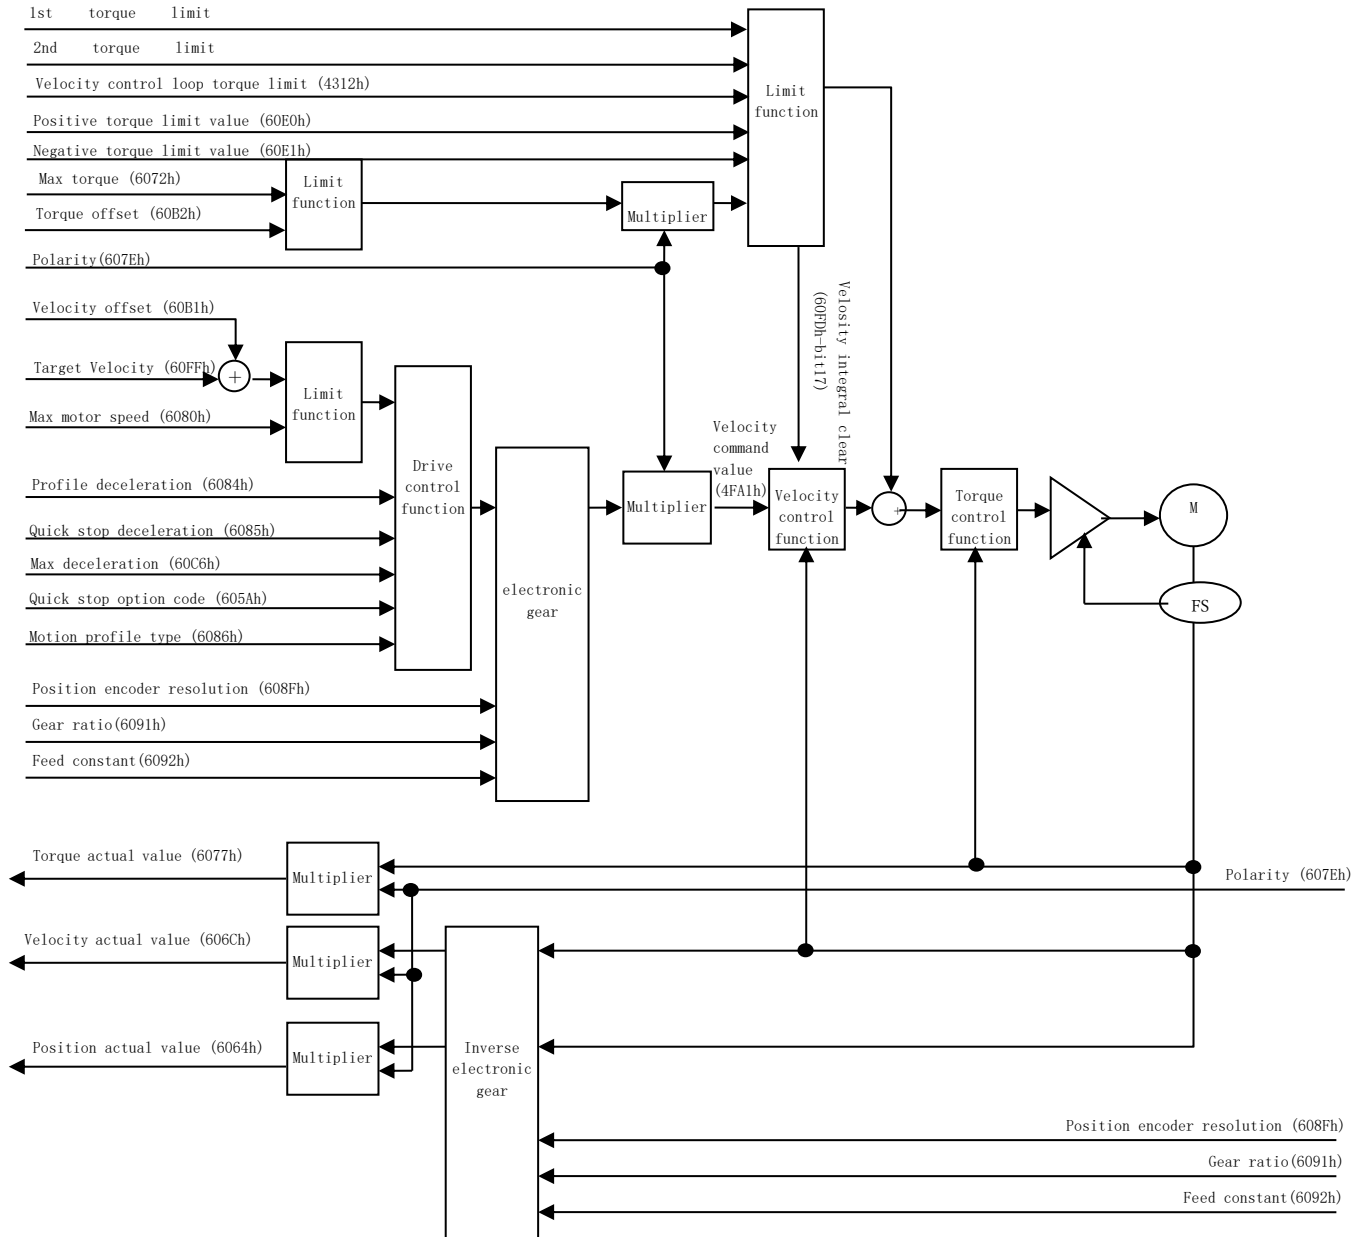 1st torque limit
2nd torque limit
Velocity control loop torque limit (4312h)
Positive torque limit value (60E0h)
Negative torque limit value (60E1h)
Max torque (6072h)
Torque offset (60B2h)
Polarity(607Eh)
Limit
function
Multiplier
Limit
function
Velosity integral clear
(60FDh-bit17)
Velocity offset (60B1h)
Target Velocity (60FFh)
+
Max motor speed (6080h)
Limit
function
Profile deceleration (6084h)
Quick stop deceleration (6085h)
Max deceleration (60C6h)
Quick stop option code (605Ah)
Motion profile type (6086h)
Drive
control
function
Position encoder resolution (608Fh)
Gear ratio(6091h)
Feed constant(6092h)
electronic
gear
Multiplier
Velocity
command
value
(4FA1h)
Velocity
control
function
+
Torque
control
function
M
FS
Torque actual value (6077h)
Multiplier
Polarity (607Eh)
Velocity actual value (606Ch)
Multiplier
Position actual value (6064h)
Multiplier
Inverse
electronic
gear
Position encoder resolution (608Fh)
Gear ratio(6091h)
Feed constant(6092h)